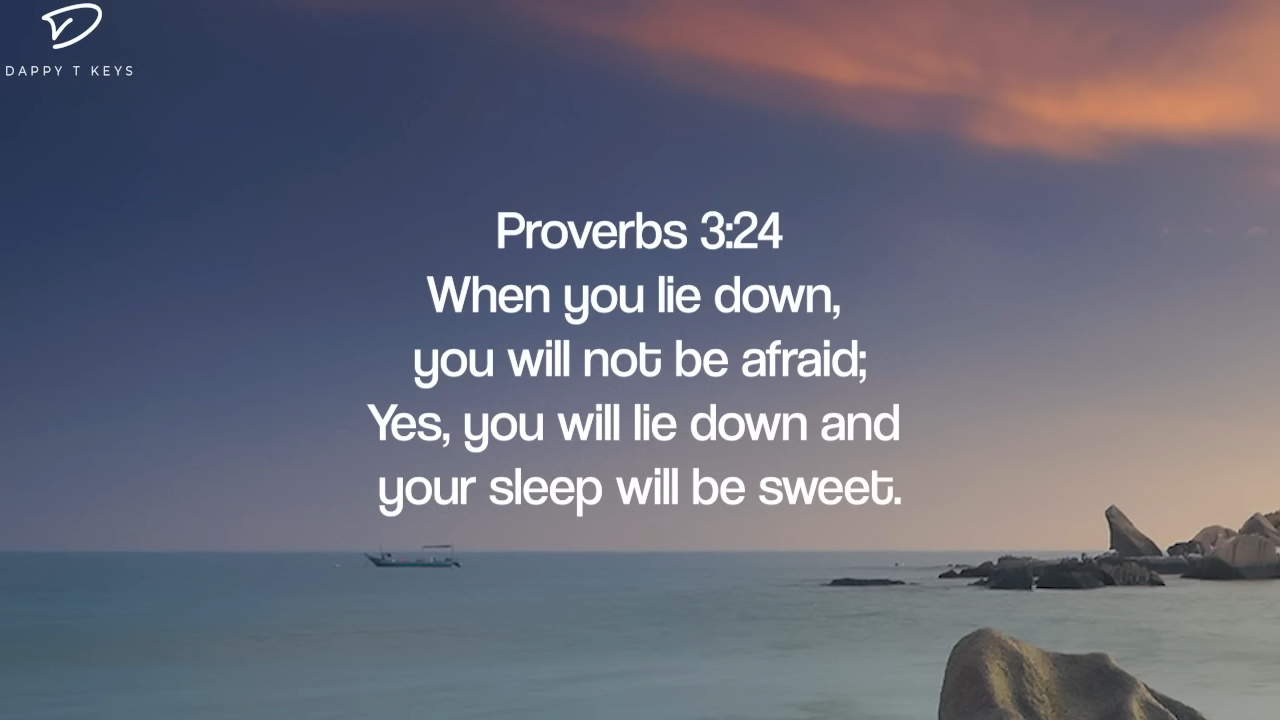 DAPPY T KEYS
Proverbs 3:24
When you lie down,
you will not be afraid;
Yes, you will lie down and
your sleep will be sweet.